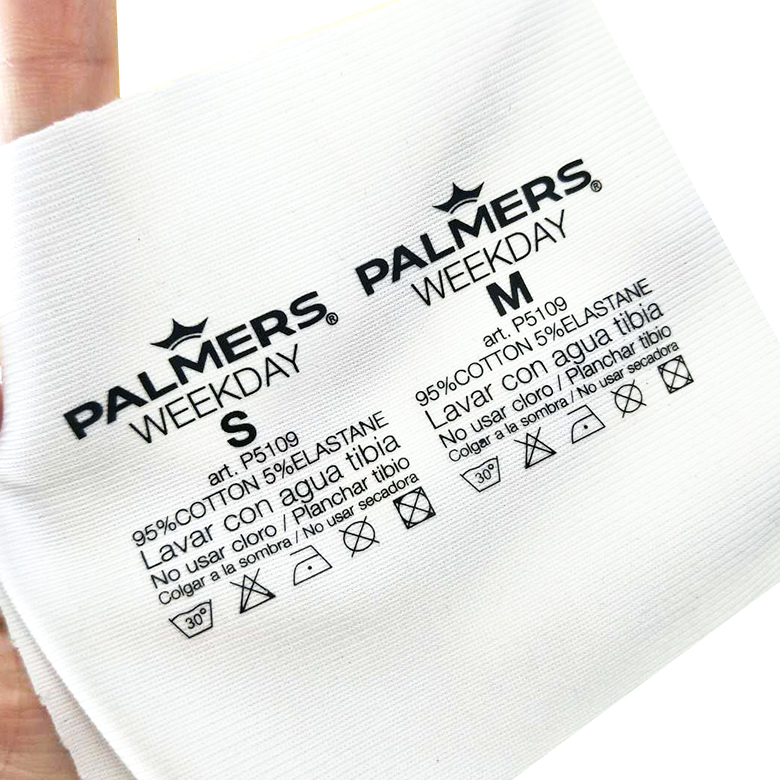 PALMERS®
WEEKDAY
S
art. P5109
95%COTTON 5%ELASTANE
Lavar con agua tibia
No usar cloro / Planchar tibio
Colgar a la sombra / No usar secadora
30°
PALMERS®
WEEKDAY
M
art. P5109
95%COTTON 5%ELASTANE
Lavar con agua tibia
No usar cloro / Planchar tibio
Colgar a la sombra / No usar secadora
30°